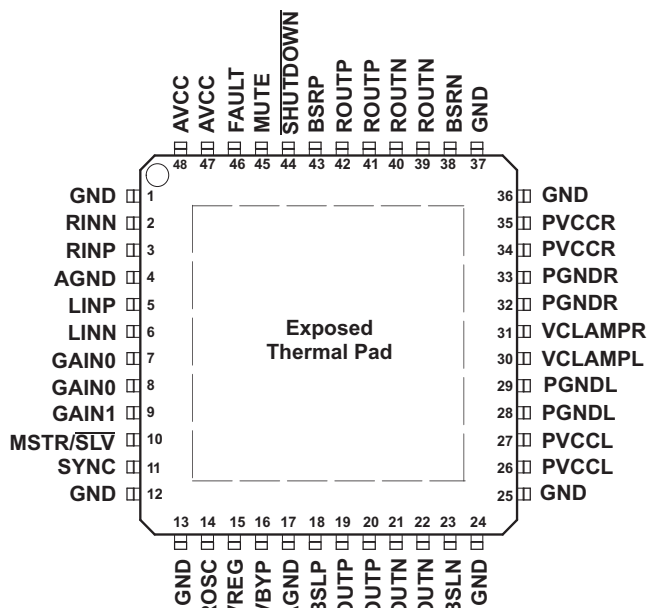 AVCC
AVCC
FAULT
MUTE
SHUTDOWN
BSRP
ROUTP
ROUTP
ROUTN
ROUTN
BSRN
GND
48 47 46 45 44 43 42 41 40 39 38 37
GND 1
RINN 2
RINP 3
AGND 4
LINP 5
LINN 6
GAIN0 7
GAIN0 8
GAIN1 9
MSTR/SLV 10
SYNC 11
GND 12
Exposed
Thermal Pad
36 GND
35 PVCCR
34 PVCCR
33 PGNDR
32 PGNDR
31 VCLAMPR
30 VCLAMPL
29 PGNDL
28 PGNDL
27 PVCCL
26 PVCCL
25 GND
13 14 15 16 17 18 19 20 21 22 23 24
GND
ROSC
VREG
VBYP
AGND
BSLP
OUTP
OUTP
OUTN
OUTN
BSLN
GND